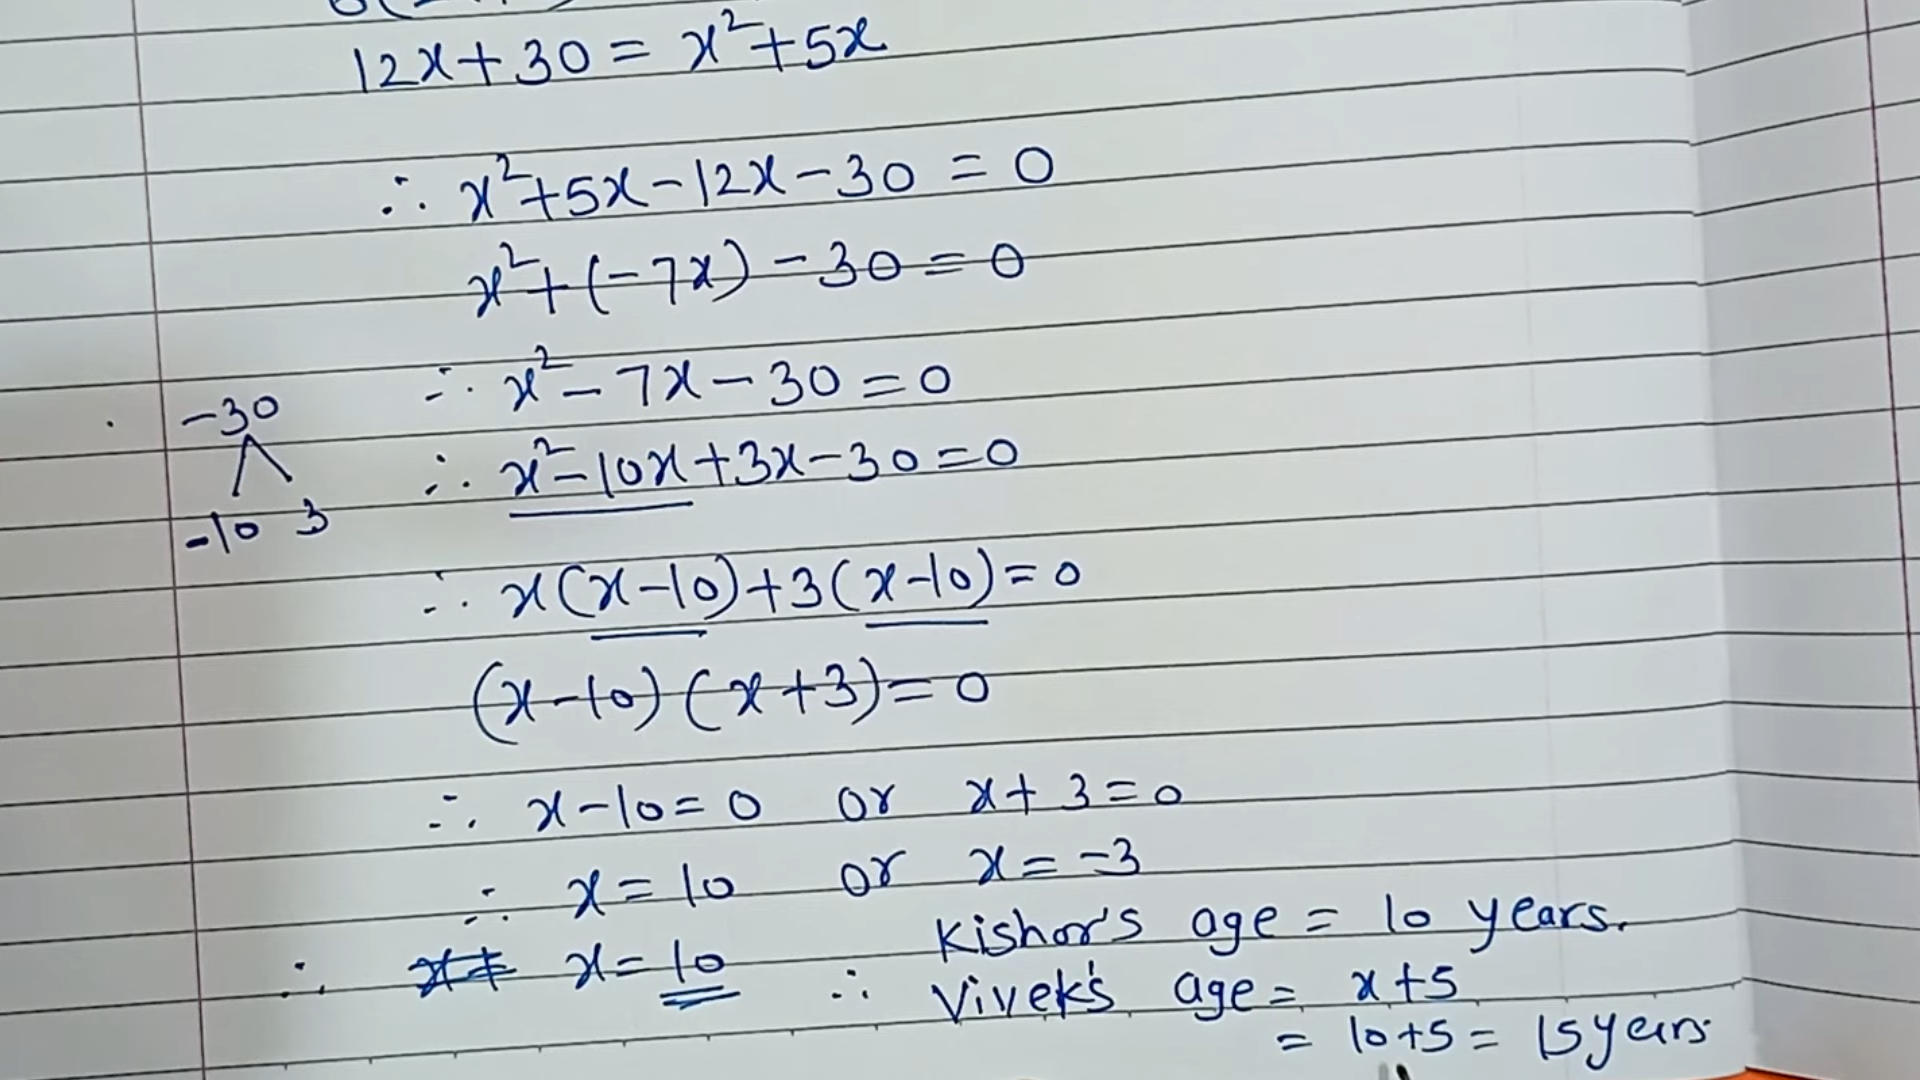 12x+30 = x²+5x
∴ x²+5x-12x-30 = 0
x²+(-7x)-30=0
∴ x²-7x-30=0
-30
-10 3
∴ x²-10x+3x-30=0
∴ x(x-10)+3(x-10)=0
(x-10)(x+3)=0
∴ x-10=0 or x+3=0
∴ x=10 or x=-3
∴ x=10 ∴ Kishor's age = 10 years.
Vivek's age = x+5
= 10+5 = 15 years